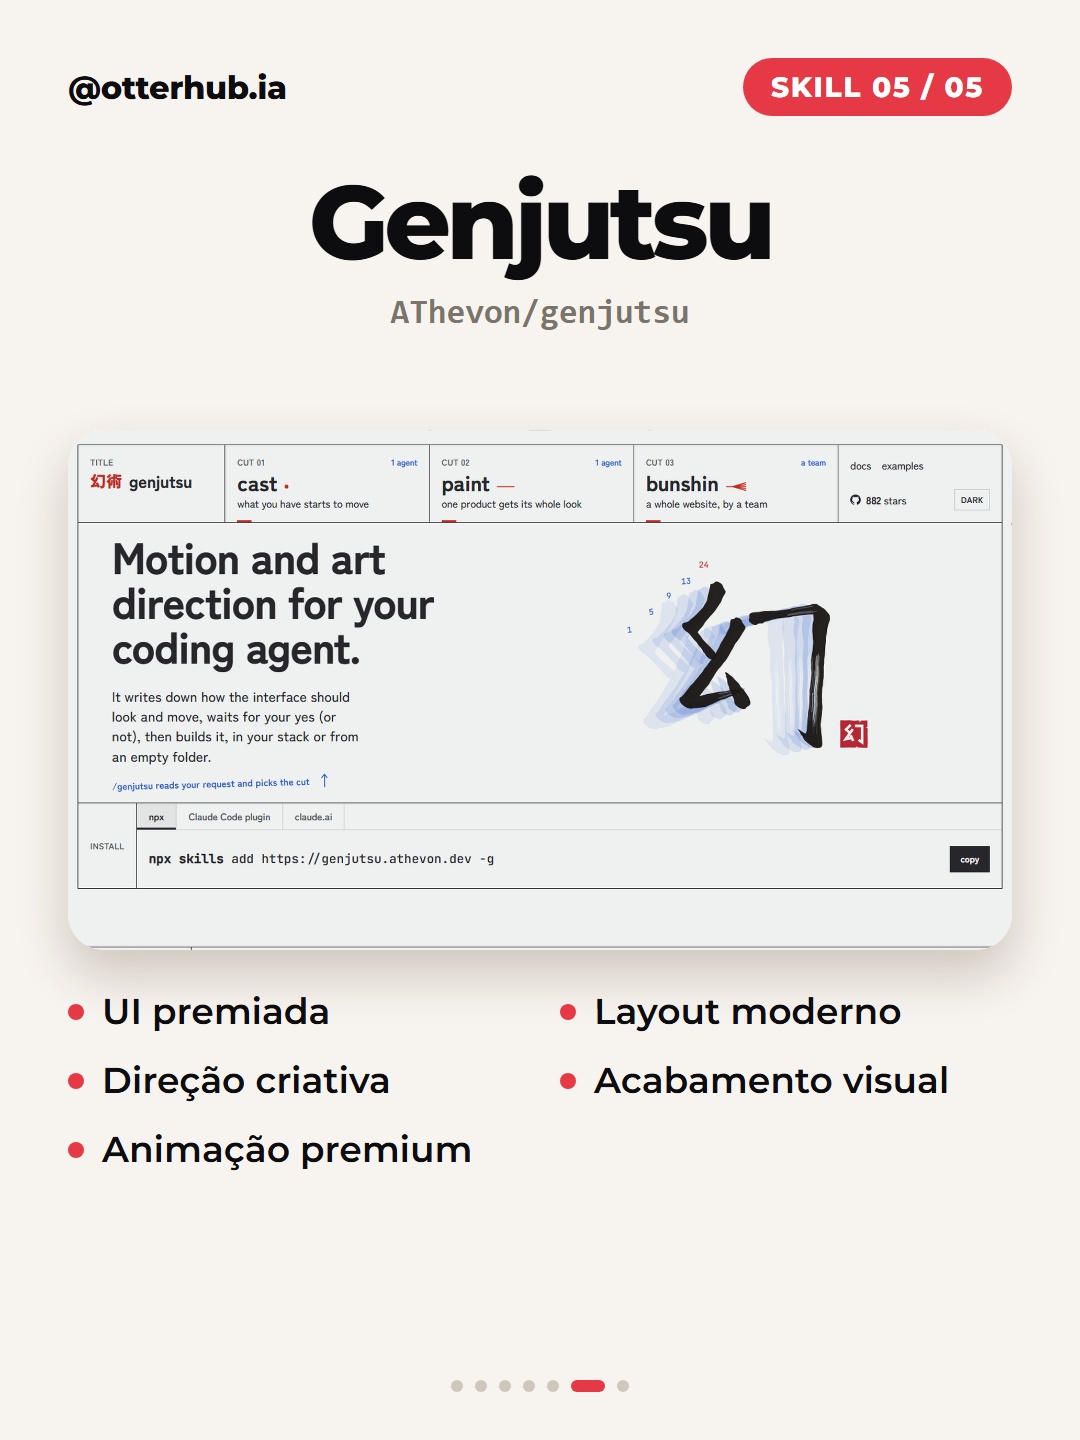 @otterhub.ia
SKILL 05 / 05
Genjutsu
AThevon/genjutsu
TITLE
幻術 genjutsu
CUT 01 1 agent
cast
what you have starts to move
CUT 02 1 agent
paint
one product gets its whole look
CUT 03 a team
bunshin
a whole website, by a team
docs examples
882 stars
DARK
Motion and art
direction for your
coding agent.
It writes down how the interface should
look and move, waits for your yes (or
not), then builds it, in your stack or from
an empty folder.
/genjutsu reads your request and picks the cut ↑
1
5
9
13
24
幻
幻
INSTALL
npx Claude Code plugin claude.ai
npx skills add https://genjutsu.athevon.dev -g
copy
UI premiada
Layout moderno
Direção criativa
Acabamento visual
Animação premium